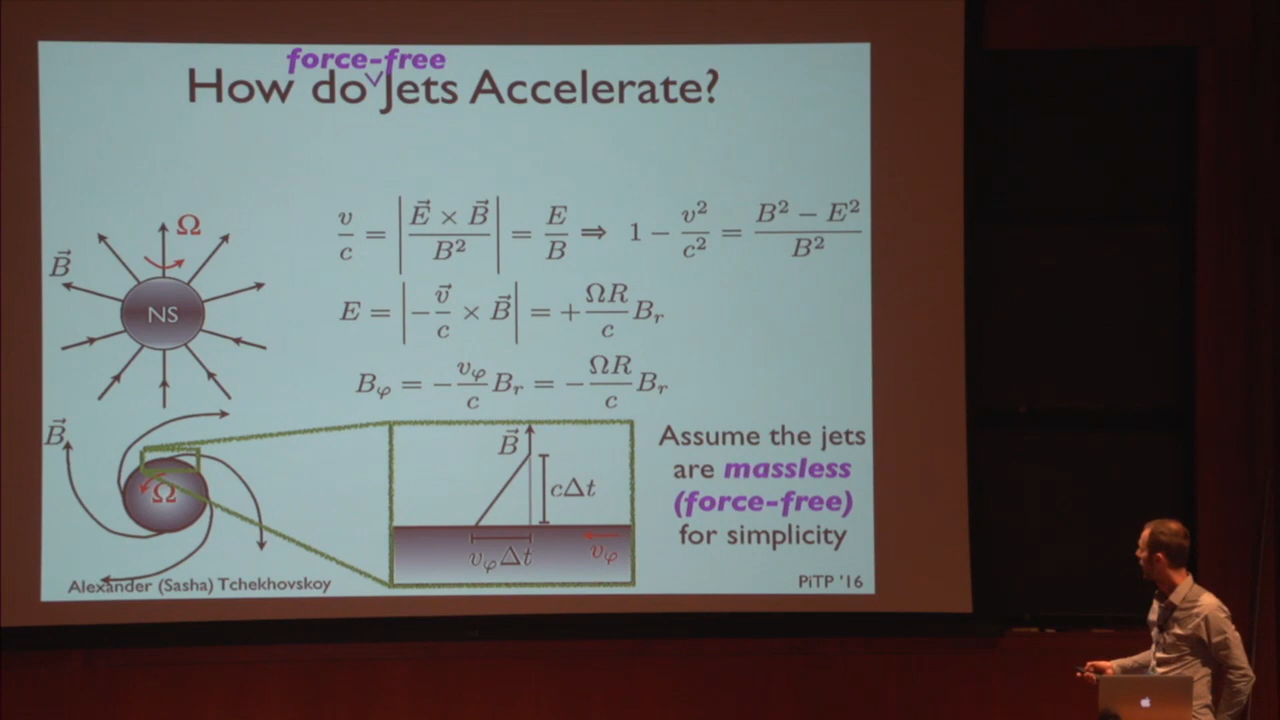 force-free
How do ⌄ Jets Accelerate?
v/c = |E⃗ × B⃗ / B²| = E/B ⇒ 1 − v²/c² = (B² − E²)/B²
Ω
B⃗
NS
E = |−v⃗/c × B⃗| = +ΩR/c B_r
B_φ = −v_φ/c B_r = −ΩR/c B_r
B⃗
Ω
B⃗
cΔt
v_φΔt
v_φ
Assume the jets
are massless
(force-free)
for simplicity
Alexander (Sasha) Tchekhovskoy
PiTP '16